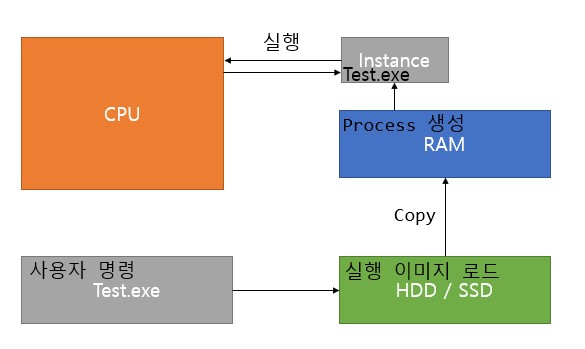 실행
Instance
Test.exe
CPU
Process 생성
RAM
Copy
사용자 명령
Test.exe
실행 이미지 로드
HDD / SSD